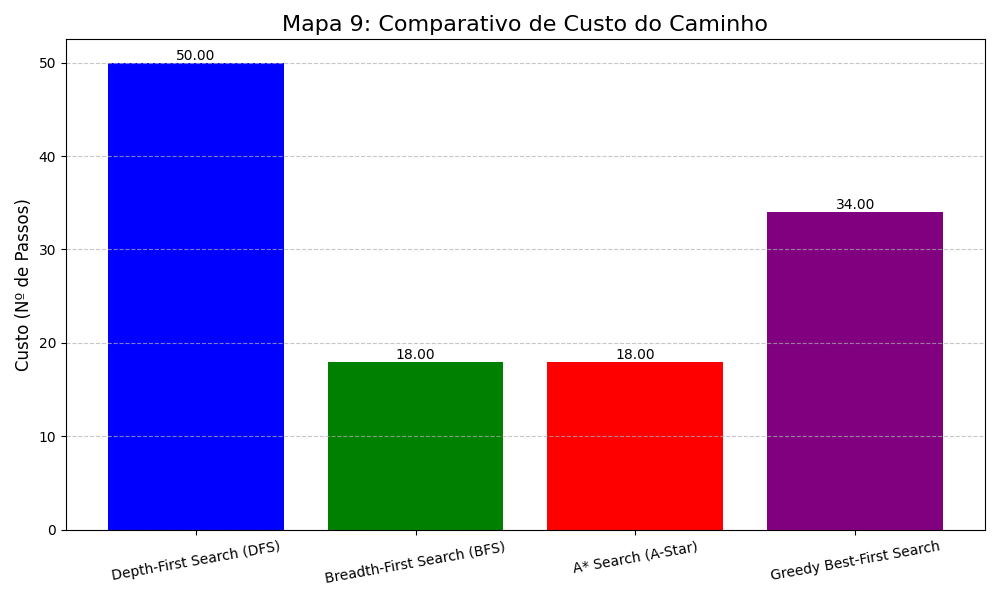 Mapa 9: Comparativo de Custo do Caminho
Custo (Nº de Passos)
50
40
30
20
10
0
50.00
18.00
18.00
34.00
Depth-First Search (DFS)
Breadth-First Search (BFS)
A* Search (A-Star)
Greedy Best-First Search